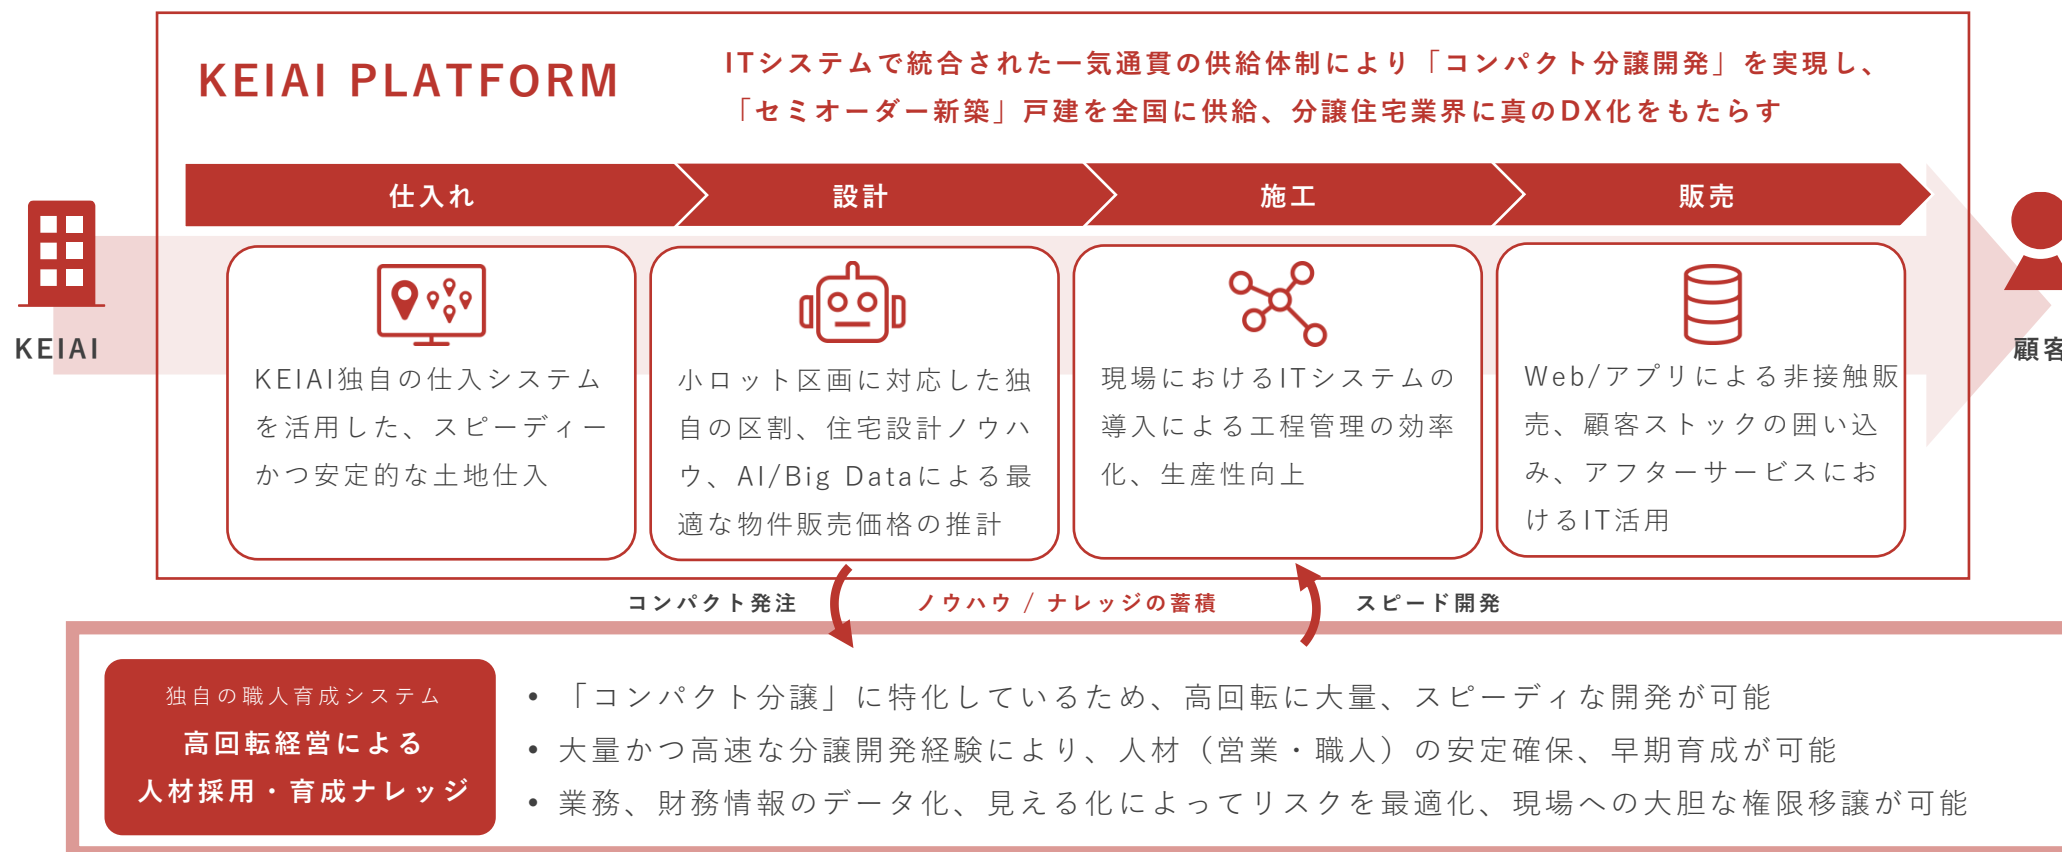 KEIAI PLATFORM
ITシステムで統合された一気通貫の供給体制により「コンパクト分譲開発」を実現し、
「セミオーダー新築」戸建を全国に供給、分譲住宅業界に真のDX化をもたらす
仕入れ
設計
施工
販売
KEIAI
顧客
KEIAI独自の仕入システム
を活用した、スピーディー
かつ安定的な土地仕入
小ロット区画に対応した独
自の区割、住宅設計ノウハ
ウ、AI/Big Dataによる最
適な物件販売価格の推計
現場におけるITシステムの
導入による工程管理の効率
化、生産性向上
Web/アプリによる非接触販
売、顧客ストックの囲い込
み、アフターサービスにお
けるIT活用
コンパクト発注
ノウハウ / ナレッジの蓄積
スピード開発
独自の職人育成システム
高回転経営による
人材採用・育成ナレッジ
• 「コンパクト分譲」に特化しているため、高回転に大量、スピーディな開発が可能
• 大量かつ高速な分譲開発経験により、人材（営業・職人）の安定確保、早期育成が可能
• 業務、財務情報のデータ化、見える化によってリスクを最適化、現場への大胆な権限移譲が可能